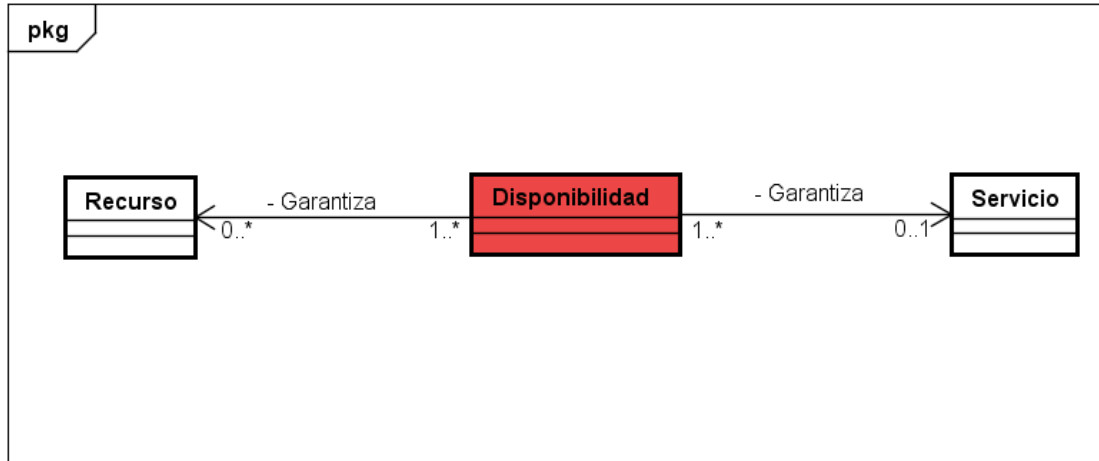 pkg
Recurso
- Garantiza
0..*
1..*
Disponibilidad
- Garantiza
1..*
0..1
Servicio